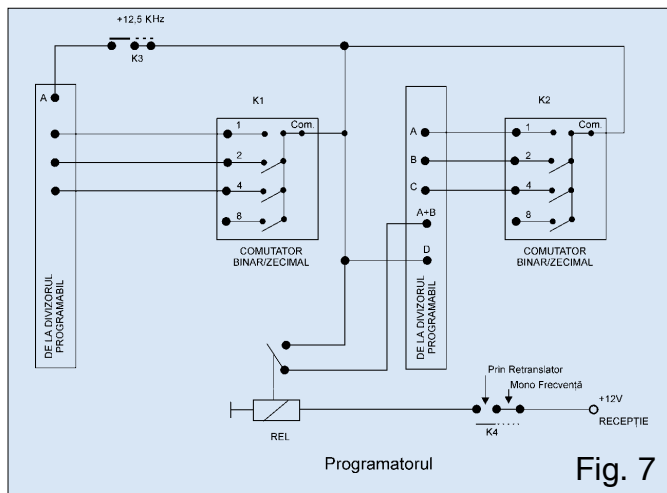 +12,5 KHz
K3
A
K1
1
Com.
2
4
8
COMUTATOR
BINAR/ZECIMAL
DE LA DIVIZORUL
PROGRAMABIL
A
B
C
A+B
D
DE LA DIVIZORUL
PROGRAMABIL
K2
1
Com.
2
4
8
COMUTATOR
BINAR/ZECIMAL
Prin Retranslator
Mono Frecvență
+12V
RECEPȚIE
K4
REL
Programatorul
Fig. 7